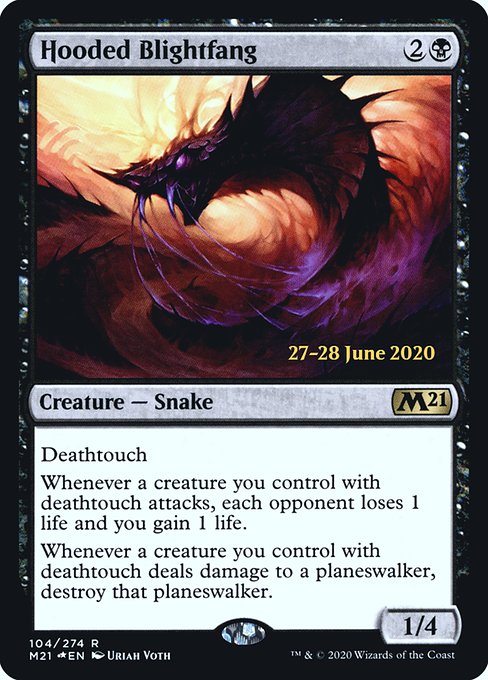 Hooded Blightfang 2
27–28 June 2020
Creature — Snake M21
Deathtouch
Whenever a creature you control with
deathtouch attacks, each opponent loses 1
life and you gain 1 life.
Whenever a creature you control with
deathtouch deals damage to a planeswalker,
destroy that planeswalker.
1/4
104/274 R
M21 ★ EN Uriah Voth ™ & © 2020 Wizards of the Coast